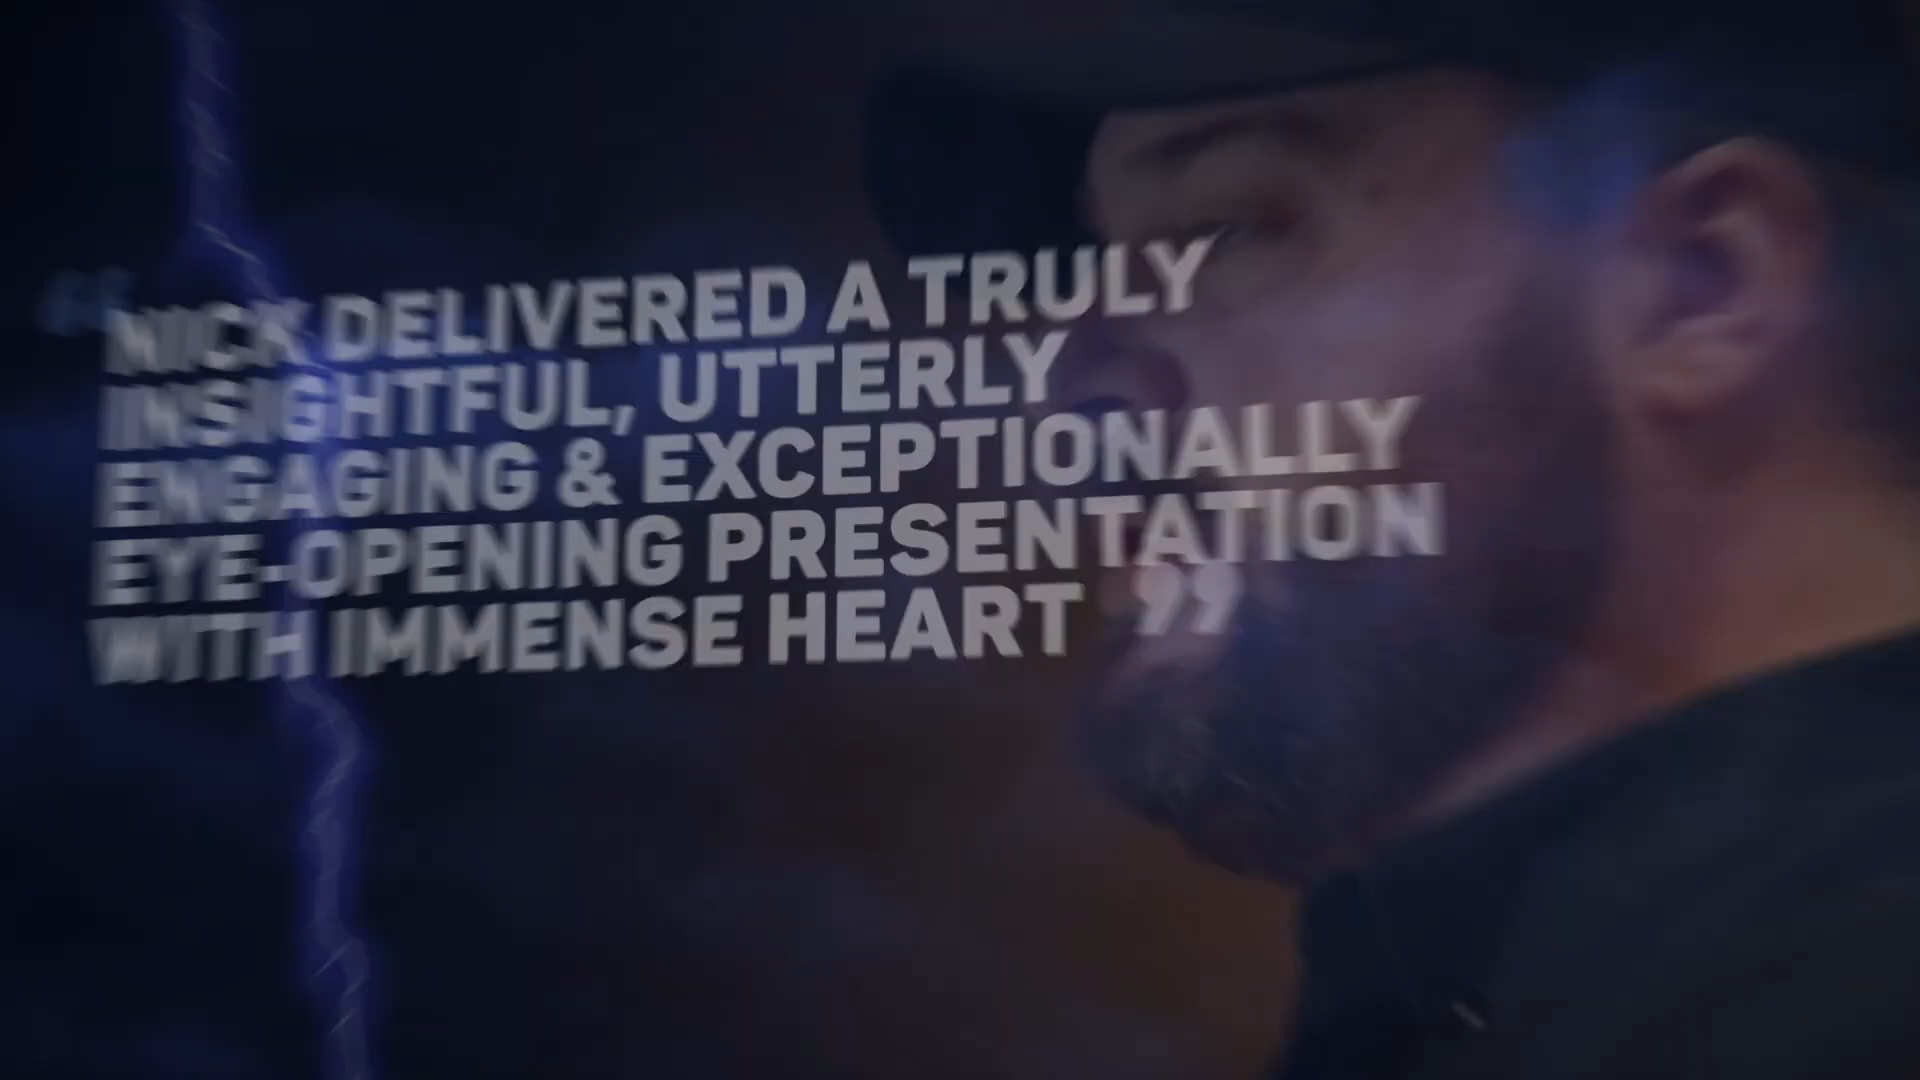 “NICK DELIVERED A TRULY
INSIGHTFUL, UTTERLY
ENGAGING & EXCEPTIONALLY
EYE-OPENING PRESENTATION
WITH IMMENSE HEART ”